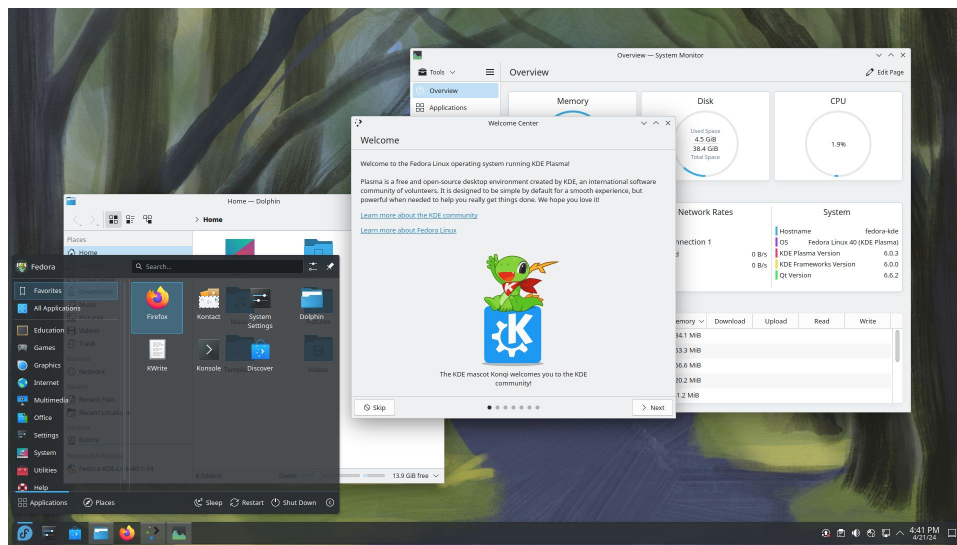 Overview — System Monitor
Tools
Overview
Edit Page
Overview
Applications
Memory
Disk
CPU
Used Space
4.5 GiB
38.4 GiB
Total Space
1.9%
Network Rates
System
Hostname
fedora-kde
OS
Fedora Linux 40 (KDE Plasma)
0 B/s
KDE Plasma Version
6.0.3
0 B/s
KDE Frameworks Version
6.0.0
Qt Version
6.6.2
Download
Upload
Read
Write
Welcome Center
Welcome
Welcome to the Fedora Linux operating system running KDE Plasma!
Plasma is a free and open-source desktop environment created by KDE, an international software
community of volunteers. It is designed to be simple by default for a smooth experience, but
powerful when needed to help you really get things done. We hope you love it!
Learn more about the KDE community
Learn more about Fedora Linux
The KDE mascot Konqi welcomes you to the KDE
community!
Skip
Next
Home — Dolphin
Home
Places
Home
13.9 GiB free
Fedora
Search...
Favorites
All Applications
Education
Games
Graphics
Internet
Multimedia
Office
Settings
System
Utilities
Help
Firefox
Kontact
System
Settings
Dolphin
KWrite
Konsole
Discover
Applications
Places
Sleep
Restart
Shut Down
4:41 PM
4/21/24